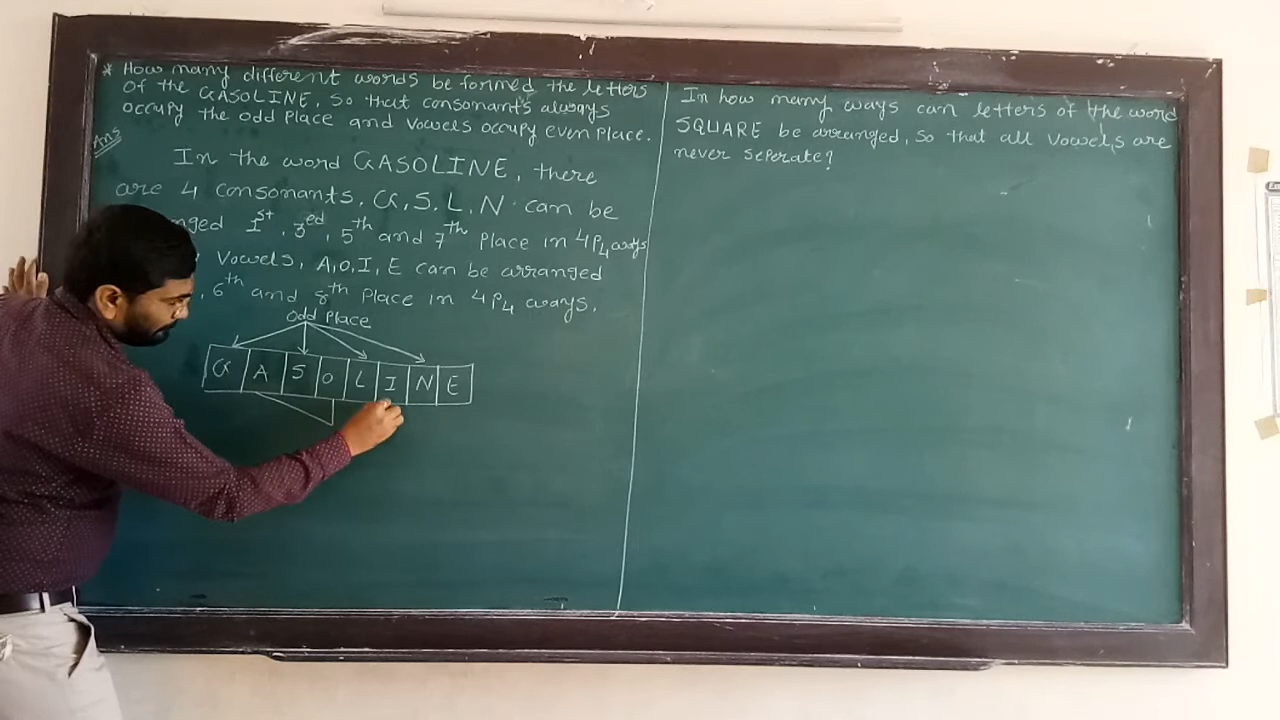 * How many different words be formed the letters
of the GASOLINE, so that consonant's always
occupy the odd place and vowels occupy even place.
Ans
In the word GASOLINE, there
are 4 consonants, G, S, L, N can be
nged 1st, 3ed, 5th and 7th place in 4P4 ways
Vowels, A, O, I, E can be arranged
, 6th and 8th place in 4P4 ways.
Odd Place
G A S O L I N E
In how many ways can letters of the word
SQUARE be arranged, so that all vowels are
never seperate?